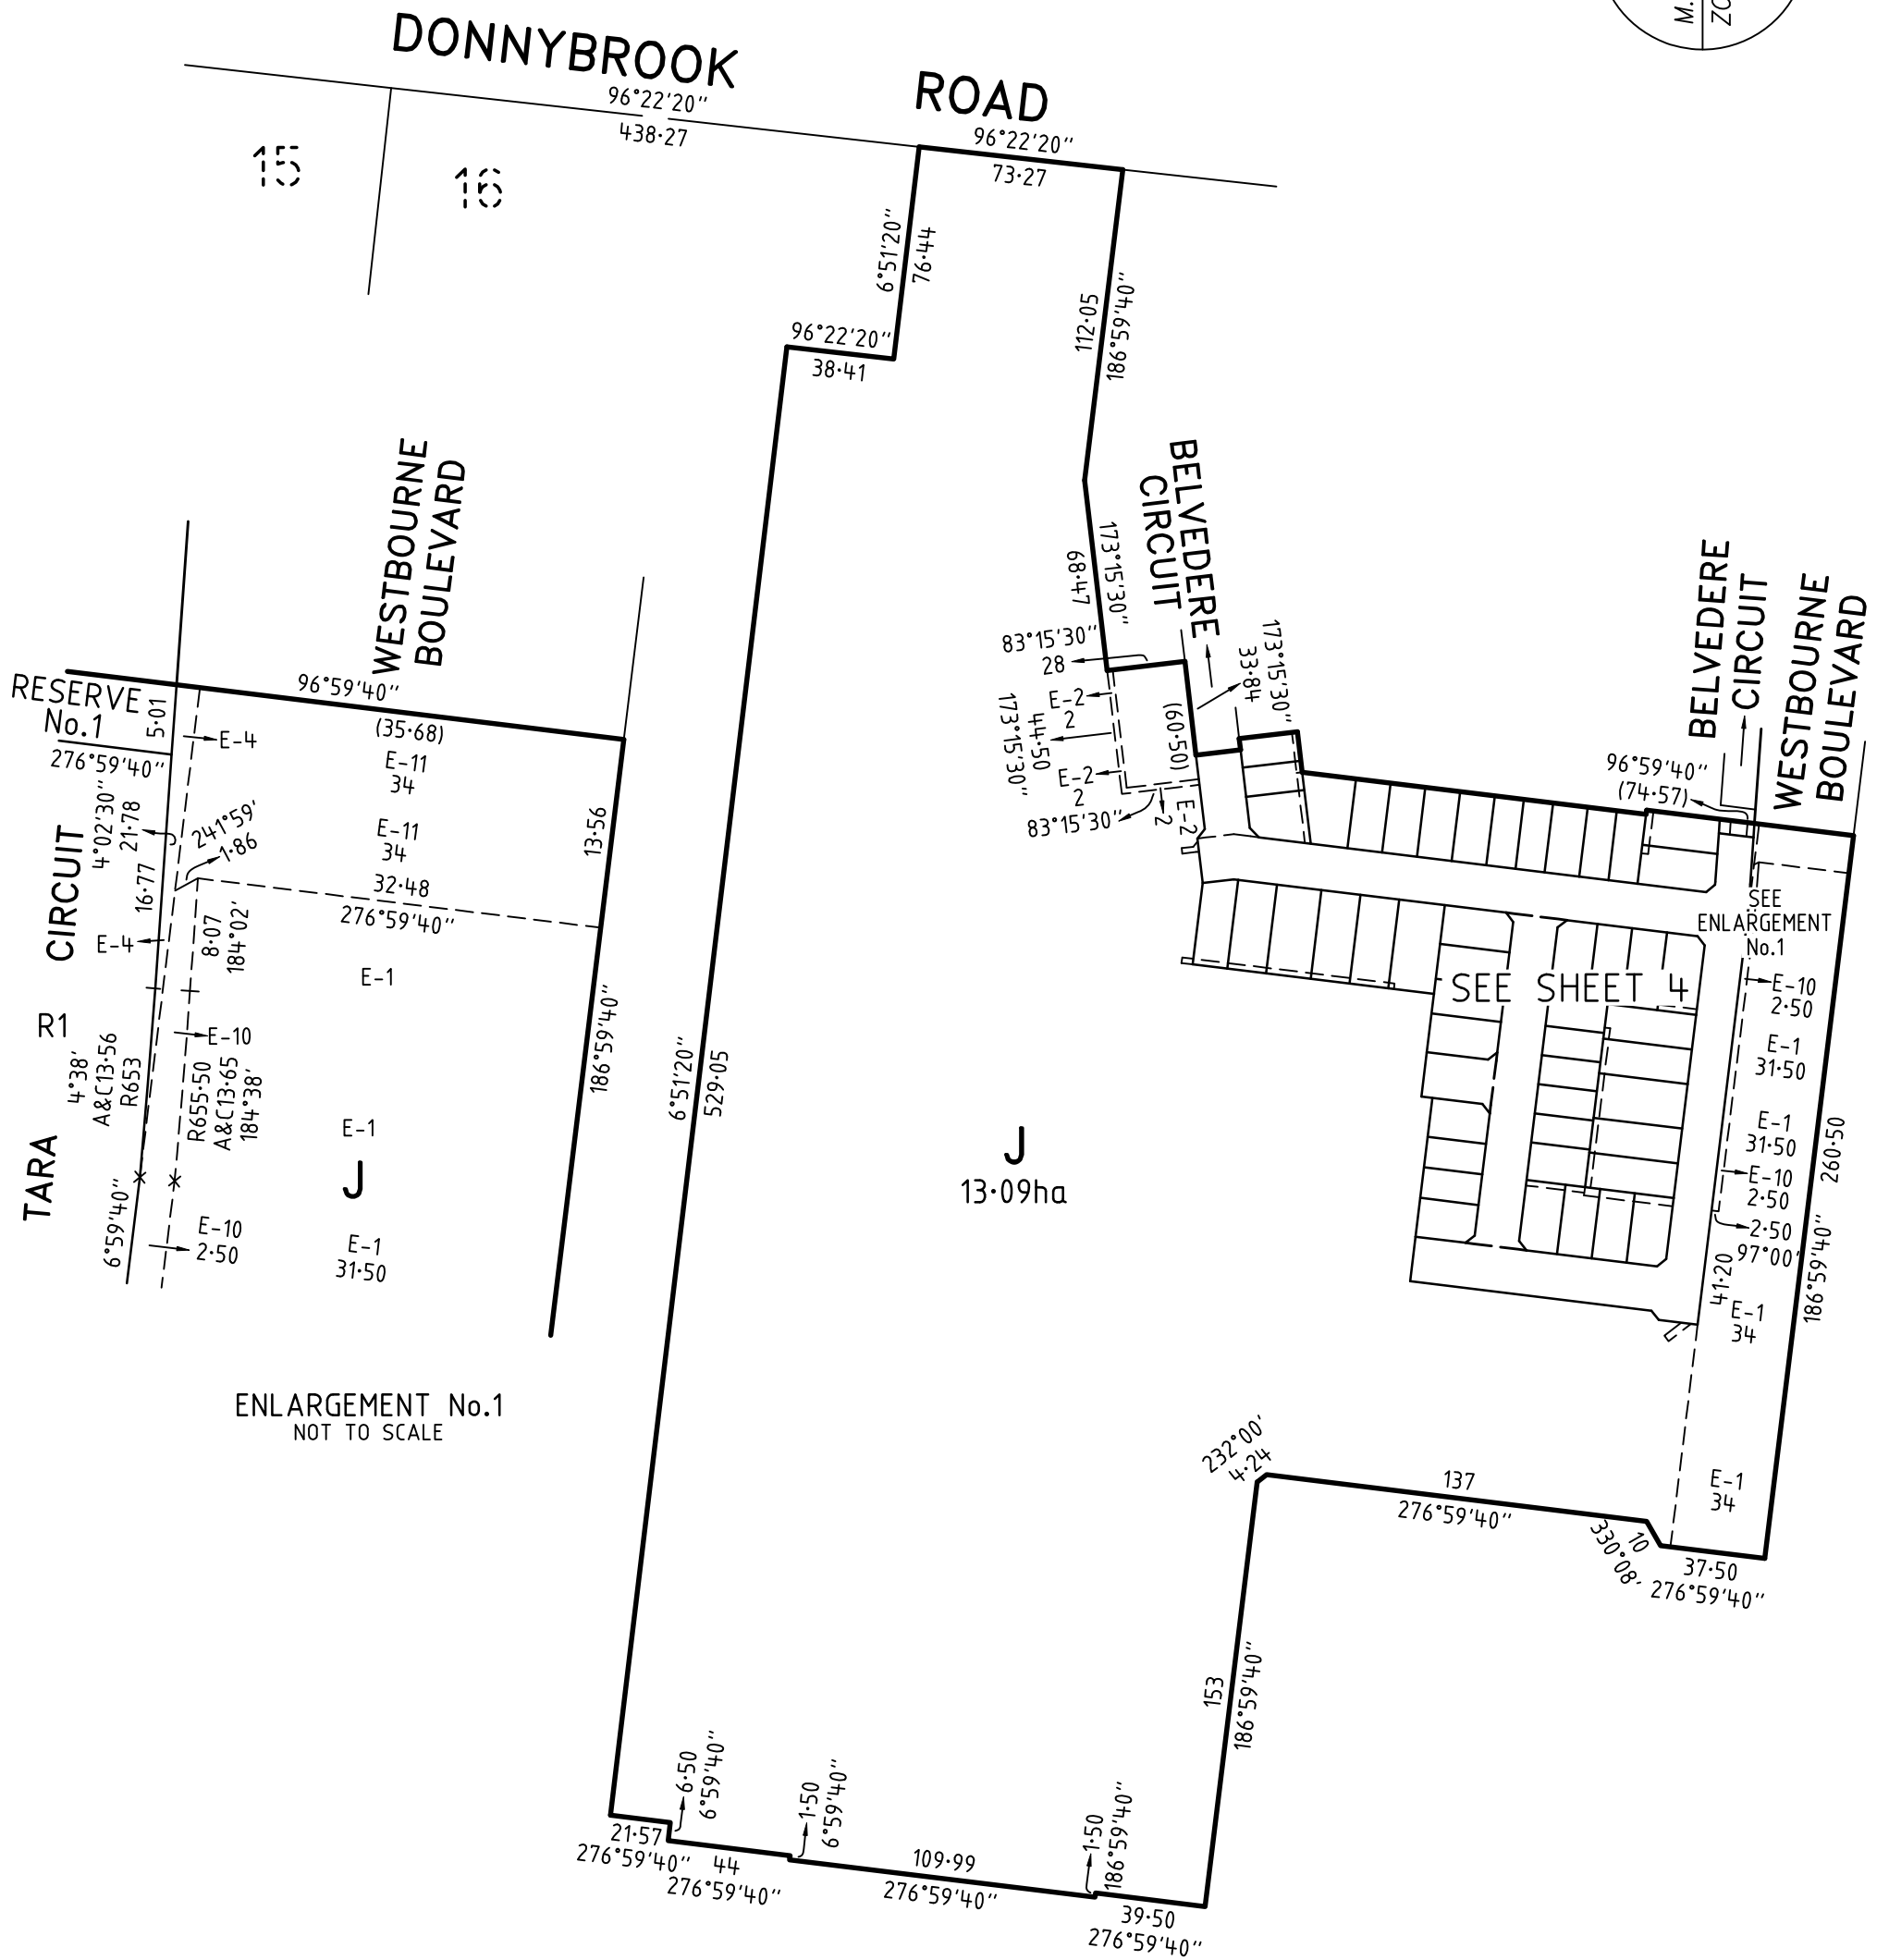 M.
ZO
DONNYBROOK ROAD
96°22'20"
438·27
96°22'20"
73·27
15
16
6°51'20"
76·44
112·05
186°59'40"
96°22'20"
38·41
WESTBOURNE
BOULEVARD
BELVEDERE
CIRCUIT
173°15'30"
68·47
83°15'30"
28
E-2
2
44·50
173°15'30"
E-2
2
83°15'30"
E-2
2
(60·50)
33·84
173°15'30"
BELVEDERE
CIRCUIT
WESTBOURNE
BOULEVARD
96°59'40"
(74·57)
RESERVE
No.1
5·01
96°59'40"
(35·68)
276°59'40"
E-4
E-11
34
E-11
34
4°02'30"
21·78
241°59'
1·86
13·56
16·77
32·48
276°59'40"
CIRCUIT
E-4
8·07
184°02'
E-1
R1
E-10
4°38'
A&C13·56
R653
R655·50
A&C13·65
184°38'
186°59'40"
E-1
J
TARA
6°59'40"
E-10
2·50
E-1
31·50
ENLARGEMENT No.1
NOT TO SCALE
6°51'20"
529·05
J
13·09ha
SEE
ENLARGEMENT
No.1
SEE SHEET 4
E-10
2·50
E-1
31·50
E-1
31·50
E-10
2·50
2·50
97°00'
260·50
186°59'40"
41·20
E-1
34
E-1
34
232°00'
4·24
137
276°59'40"
10
330°08'
37·50
276°59'40"
153
186°59'40"
6·50
6°59'40"
1·50
6°59'40"
1·50
186°59'40"
21·57
276°59'40"
44
276°59'40"
109·99
276°59'40"
39·50
276°59'40"